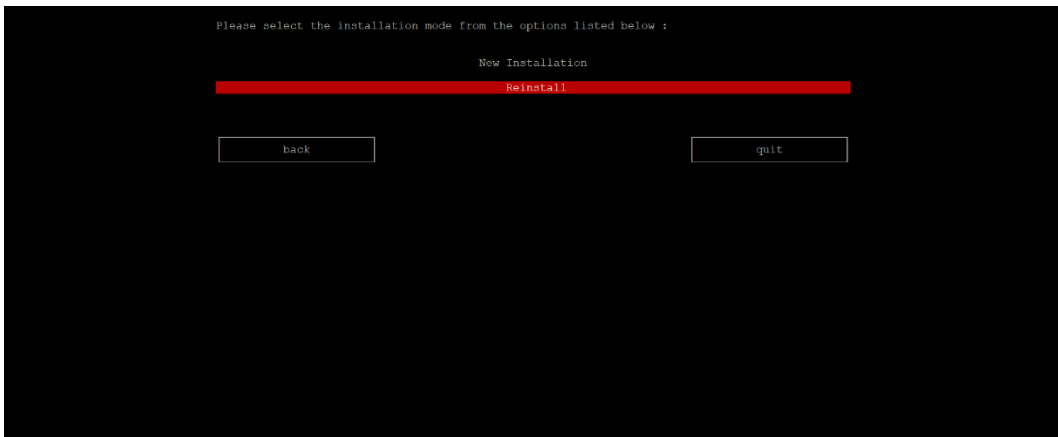 Please select the installation mode from the options listed below :
New Installation
Reinstall
back
quit